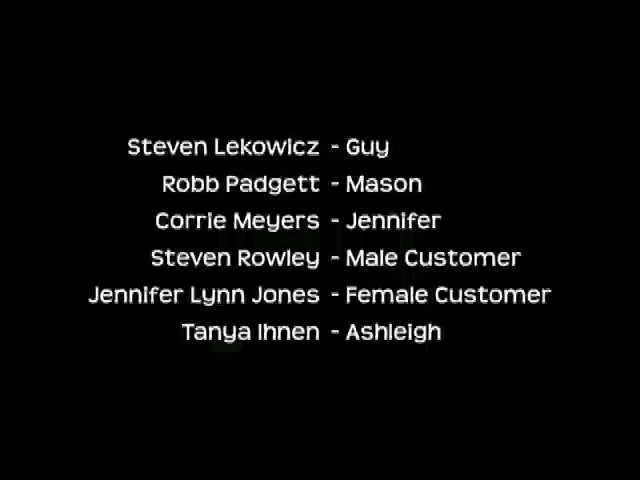 Steven Lekowicz - Guy
Robb Padgett - Mason
Corrie Meyers - Jennifer
Steven Rowley - Male Customer
Jennifer Lynn Jones - Female Customer
Tanya Ihnen - Ashleigh